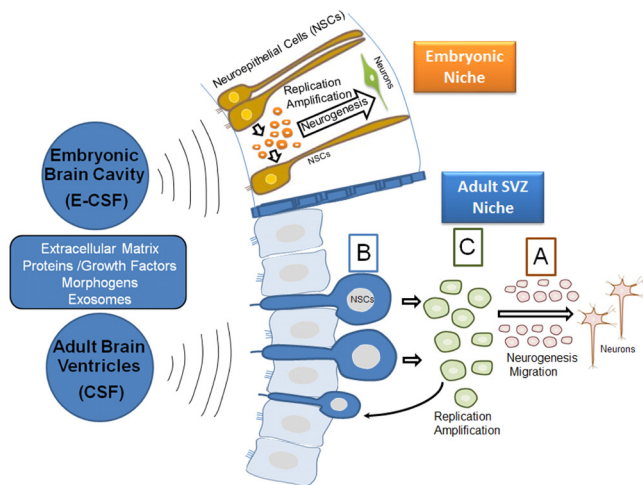 Neuroepithelial Cells (NSCs)
Embryonic
Niche
Replication
Amplification
Neurons
Neurogenesis
NSCs
Embryonic
Brain Cavity
(E-CSF)
Adult SVZ
Niche
Extracellular Matrix
Proteins /Growth Factors
Morphogens
Exosomes
B
C
A
NSCs
Adult Brain
Ventricles
(CSF)
Neurogenesis
Migration
Neurons
Replication
Amplification